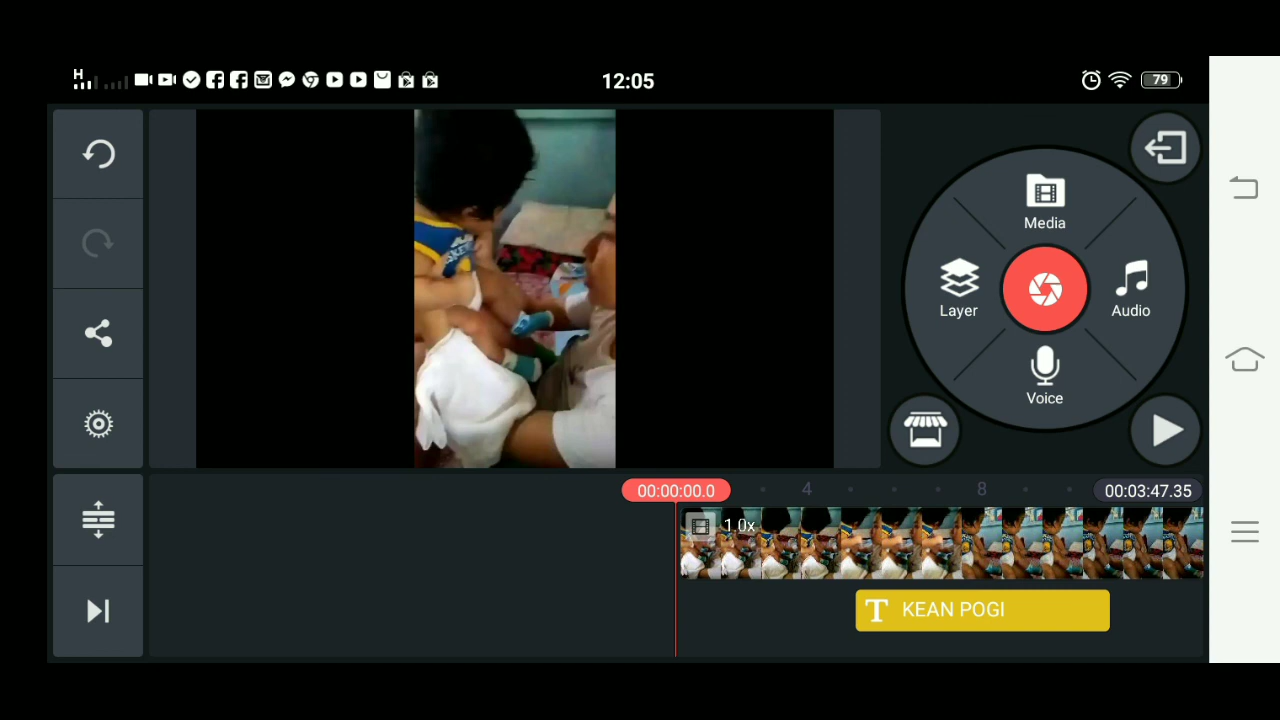 H
12:05
79
Media
Layer
Audio
Voice
00:00:00.0
4
8
00:03:47.35
1.0x
T KEAN POGI